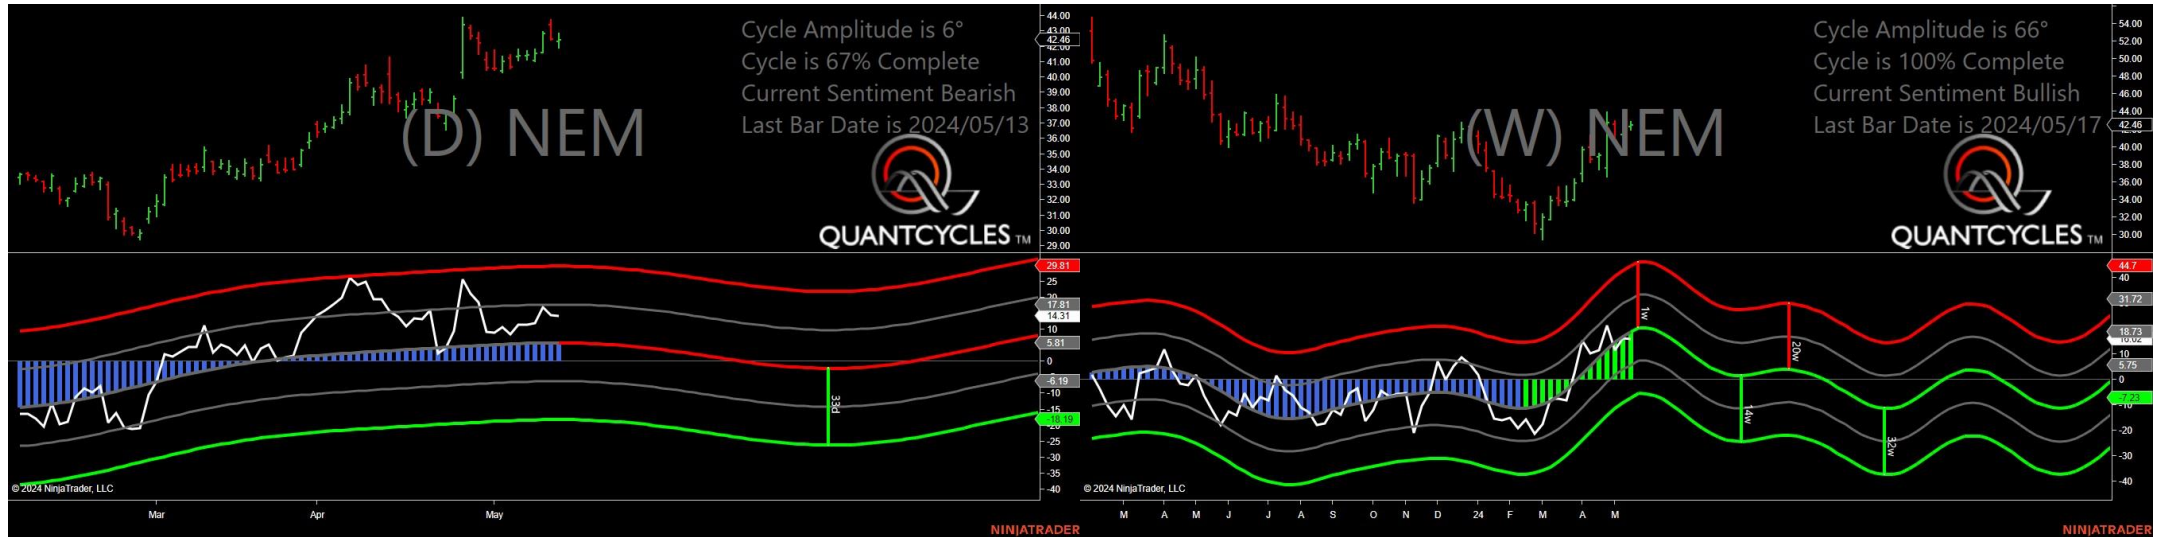 Cycle Amplitude is 6°
Cycle is 67% Complete
Current Sentiment Bearish
Last Bar Date is 2024/05/13
(D) NEM
QUANTCYCLES TM
44.00
43.00
42.46
42.00
41.00
40.00
39.00
38.00
37.00
36.00
35.00
34.00
33.00
32.00
31.00
30.00
29.00
29.81
25
17.81
14.31
10
5.81
0
-6.19
-10
-15
-18.19
-20
-25
-30
-35
-40
33d
© 2024 NinjaTrader, LLC
Mar Apr May
NINJATRADER
Cycle Amplitude is 66°
Cycle is 100% Complete
Current Sentiment Bullish
Last Bar Date is 2024/05/17
(W) NEM
QUANTCYCLES TM
54.00
52.00
50.00
48.00
46.00
44.00
42.46
40.00
38.00
36.00
34.00
32.00
30.00
44.7
40
31.72
18.73
16.02
10
5.75
0
-7.23
-10
-20
-30
-40
1w
20w
14w
32w
© 2024 NinjaTrader, LLC
M A M J J A S O N D 24 F M A M
NINJATRADER